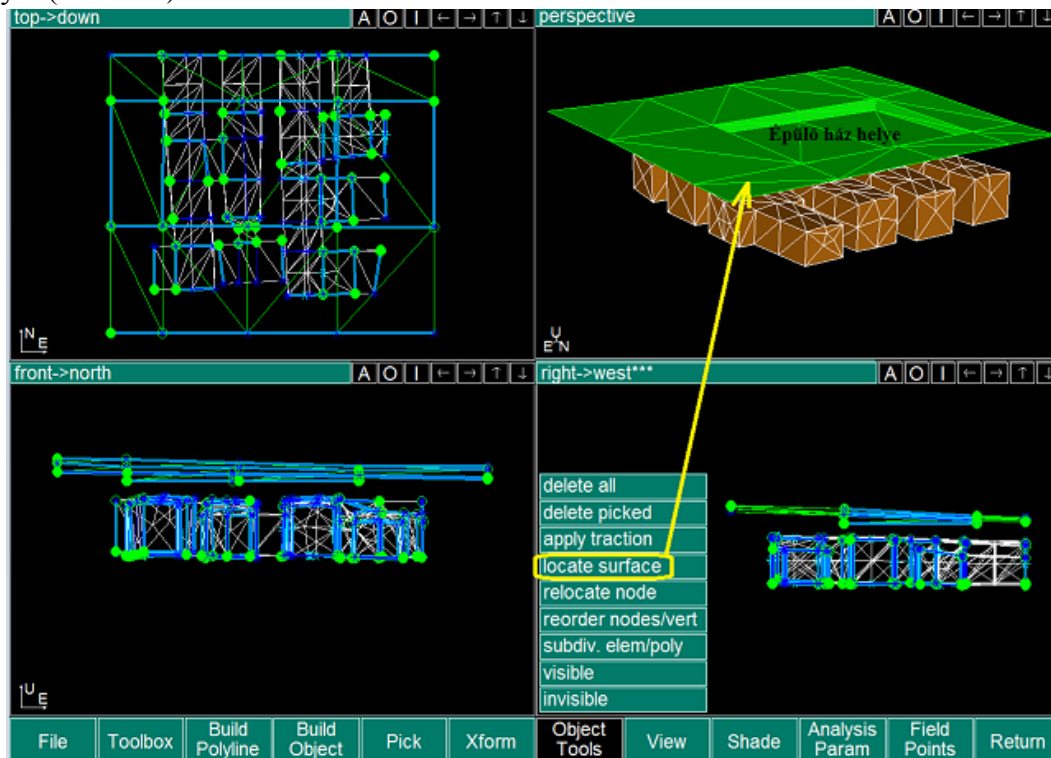 top->down A O I ← → ↑ ↓
perspective A O I ← → ↑ ↓
Épülő ház helye
N
E
U
E N
front->north A O I ← → ↑ ↓
right->west*** A O I ← → ↑ ↓
delete all
delete picked
apply traction
locate surface
relocate node
reorder nodes/vert
subdiv. elem/poly
visible
invisible
U
E
File Toolbox Build Polyline Build Object Pick Xform Object Tools View Shade Analysis Param Field Points Return